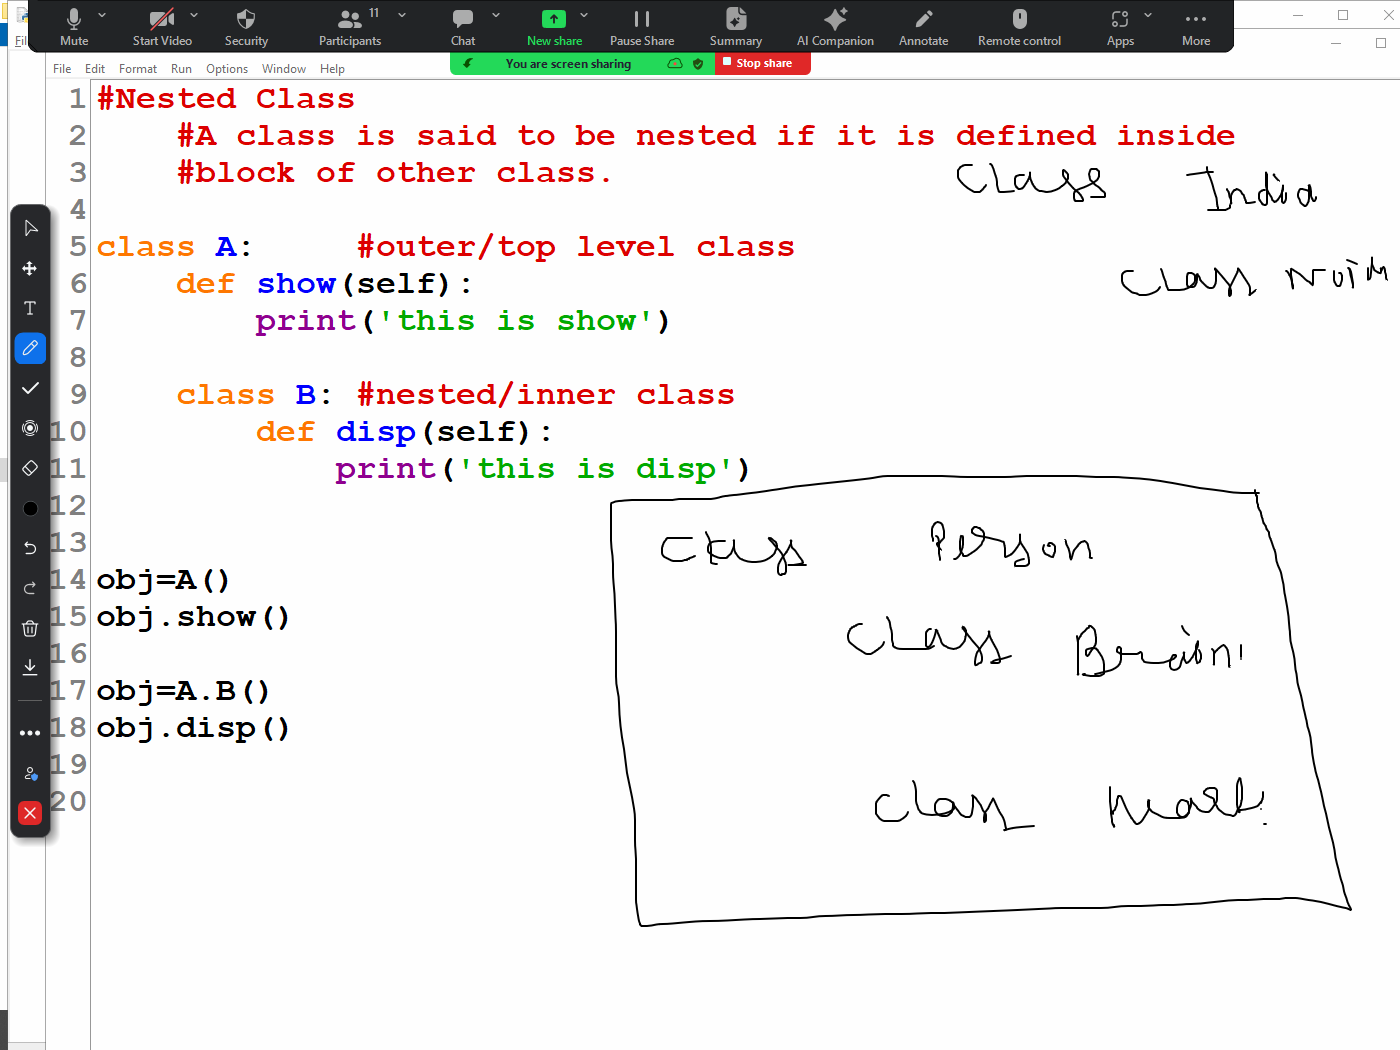 Mute Start Video Security Participants 11 Chat New share Pause Share Summary AI Companion Annotate Remote control Apps More
You are screen sharing Stop share
File Edit Format Run Options Window Help
1 #Nested Class
2 #A class is said to be nested if it is defined inside
3 #block of other class.
class India
4
5 class A: #outer/top level class
6 def show(self):
class
7 print('this is show')
8
9 class B: #nested/inner class
10 def disp(self):
11 print('this is disp')
12
13
class Person
14 obj=A()
15 obj.show()
class Brain
16
17 obj=A.B()
18 obj.disp()
19
20
class